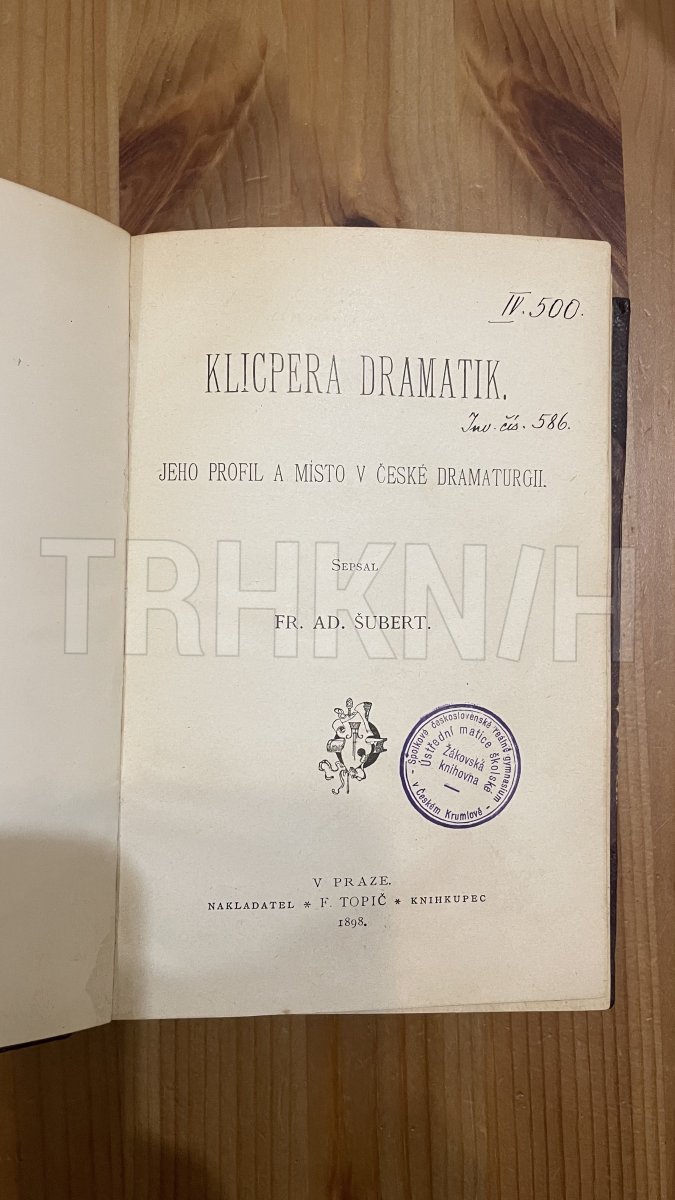 IV. 500.
KLICPERA DRAMATIK.
Inv. čís. 586.
JEHO PROFIL A MÍSTO V ČESKÉ DRAMATURGII.
SEPSAL
TRHKNIH
FR. AD. ŠUBERT.
Spolkové československé reálné gymnasium
Ústřední matice školské
Žákovská
knihovna
v Českém Krumlově
V PRAZE.
NAKLADATEL * F. TOPIČ * KNIHKUPEC
1898.